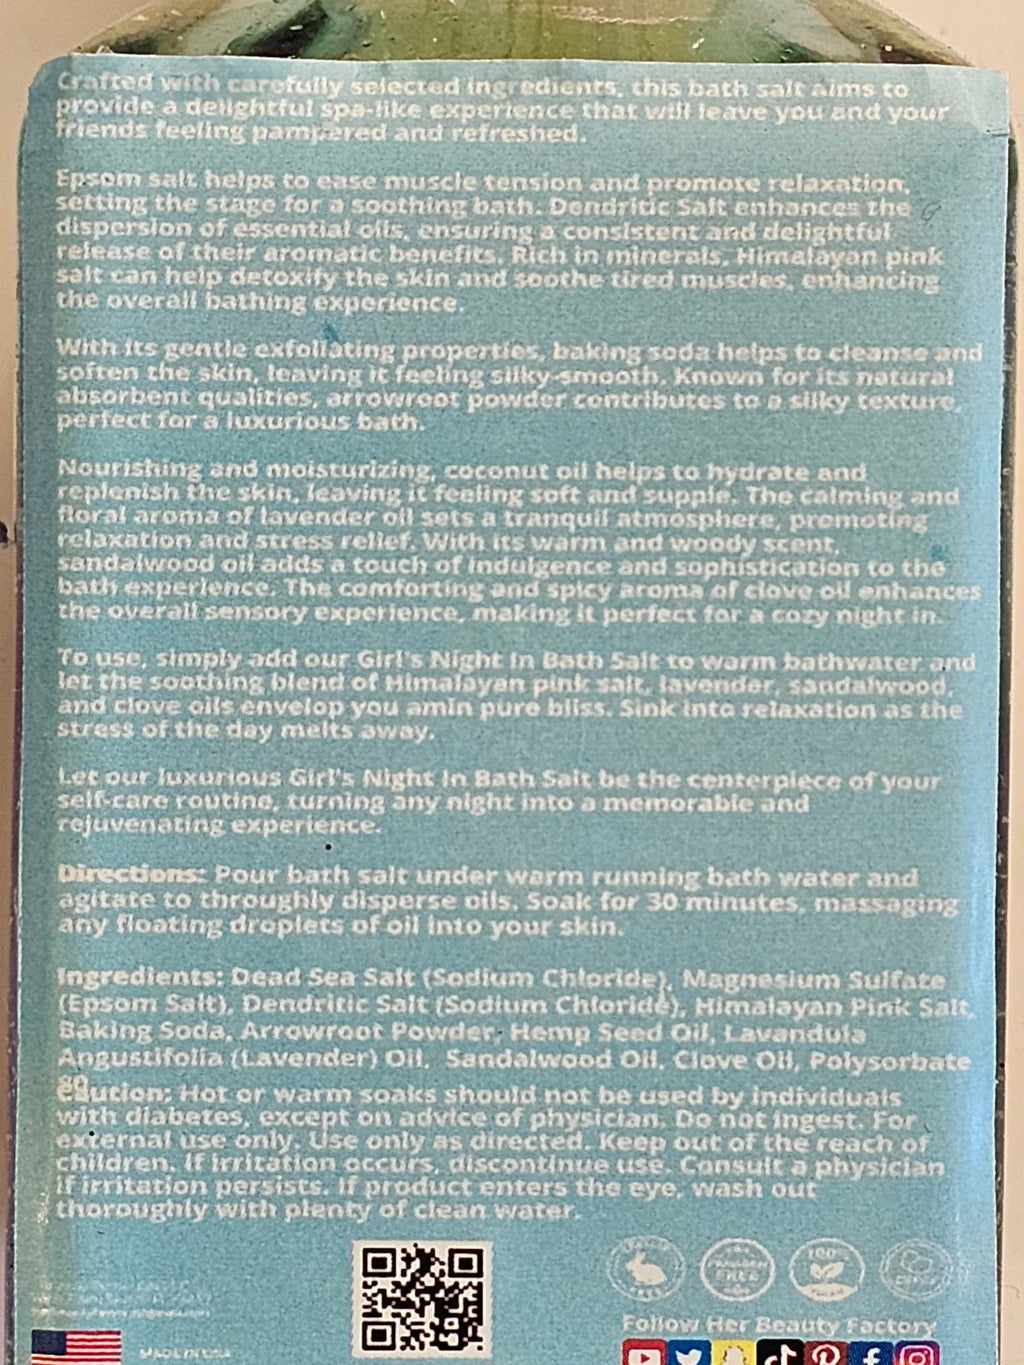 Crafted with carefully selected ingredients, this bath salt aims to
provide a delightful spa-like experience that will leave you and your
friends feeling pampered and refreshed.
Epsom salt helps to ease muscle tension and promote relaxation,
setting the stage for a soothing bath. Dendritic Salt enhances the
dispersion of essential oils, ensuring a consistent and delightful
release of their aromatic benefits. Rich in minerals, Himalayan pink
salt can help detoxify the skin and soothe tired muscles, enhancing
the overall bathing experience.
With its gentle exfoliating properties, baking soda helps to cleanse and
soften the skin, leaving it feeling silky-smooth. Known for its natural
absorbent qualities, arrowroot powder contributes to a silky texture,
perfect for a luxurious bath.
Nourishing and moisturizing, coconut oil helps to hydrate and
replenish the skin, leaving it feeling soft and supple. The calming and
floral aroma of lavender oil sets a tranquil atmosphere, promoting
relaxation and stress relief. With its warm and woody scent,
sandalwood oil adds a touch of indulgence and sophistication to the
bath experience. The comforting and spicy aroma of clove oil enhances
the overall sensory experience, making it perfect for a cozy night in.
To use, simply add our Girl's Night In Bath Salt to warm bathwater and
let the soothing blend of Himalayan pink salt, lavender, sandalwood,
and clove oils envelop you amin pure bliss. Sink into relaxation as the
stress of the day melts away.
Let our luxurious Girl's Night In Bath Salt be the centerpiece of your
self-care routine, turning any night into a memorable and
rejuvenating experience.
Directions: Pour bath salt under warm running bath water and
agitate to throughly disperse oils. Soak for 30 minutes, massaging
any floating droplets of oil into your skin.
Ingredients: Dead Sea Salt (Sodium Chloride), Magnesium Sulfate
(Epsom Salt), Dendritic Salt (Sodium Chloride), Himalayan Pink Salt,
Baking Soda, Arrowroot Powder, Hemp Seed Oil, Lavandula
Angustifolia (Lavender) Oil, Sandalwood Oil, Clove Oil, Polysorbate
80
Caution: Hot or warm soaks should not be used by individuals
with diabetes, except on advice of physician. Do not ingest. For
external use only. Use only as directed. Keep out of the reach of
children. If irritation occurs, discontinue use. Consult a physician
if irritation persists. If product enters the eye, wash out
thoroughly with plenty of clean water.
FREE
100%
Follow Her Beauty Factory
MADE IN USA